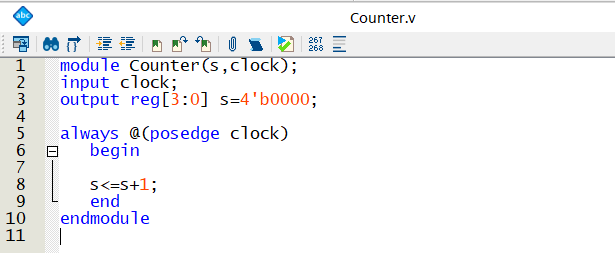 abc
Counter.v
267
268
1 module Counter(s,clock);
2 input clock;
3 output reg[3:0] s=4'b0000;
4
5 always @(posedge clock)
6 begin
7
8 s<=s+1;
9 end
10 endmodule
11